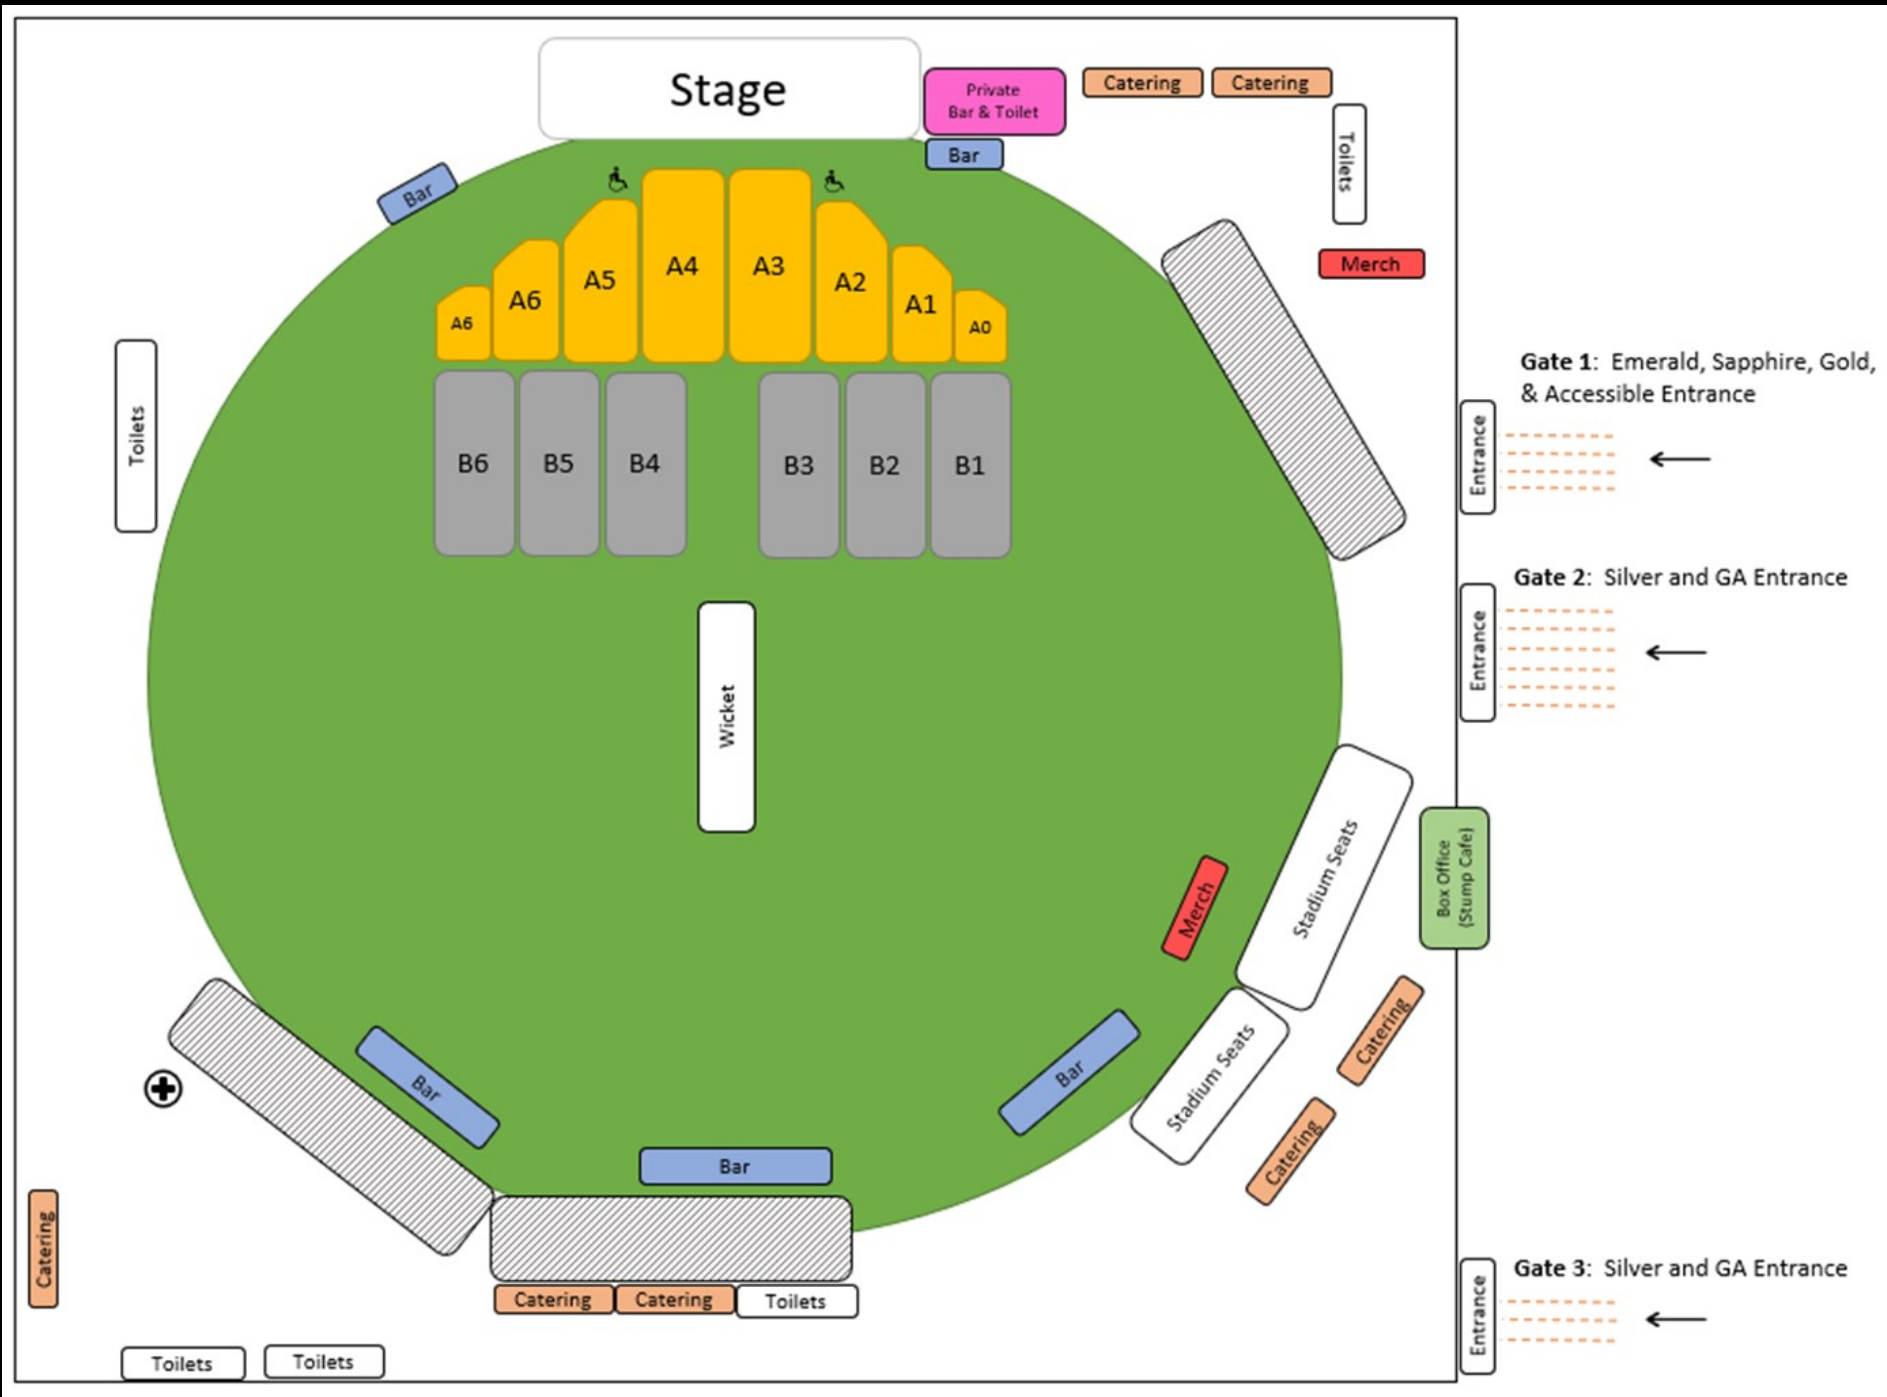 Stage
Private
Bar & Toilet
Catering
Catering
Bar
Bar
Toilets
Merch
A6
A6
A5
A4
A3
A2
A1
A0
Toilets
B6
B5
B4
B3
B2
B1
Gate 1: Emerald, Sapphire, Gold,
& Accessible Entrance
Entrance
Gate 2: Silver and GA Entrance
Entrance
Wicket
Merch
Stadium Seats
Box Office
(Stump Cafe)
Stadium Seats
Catering
Catering
Bar
Bar
Bar
Catering
Catering
Catering
Toilets
Gate 3: Silver and GA Entrance
Entrance
Toilets
Toilets